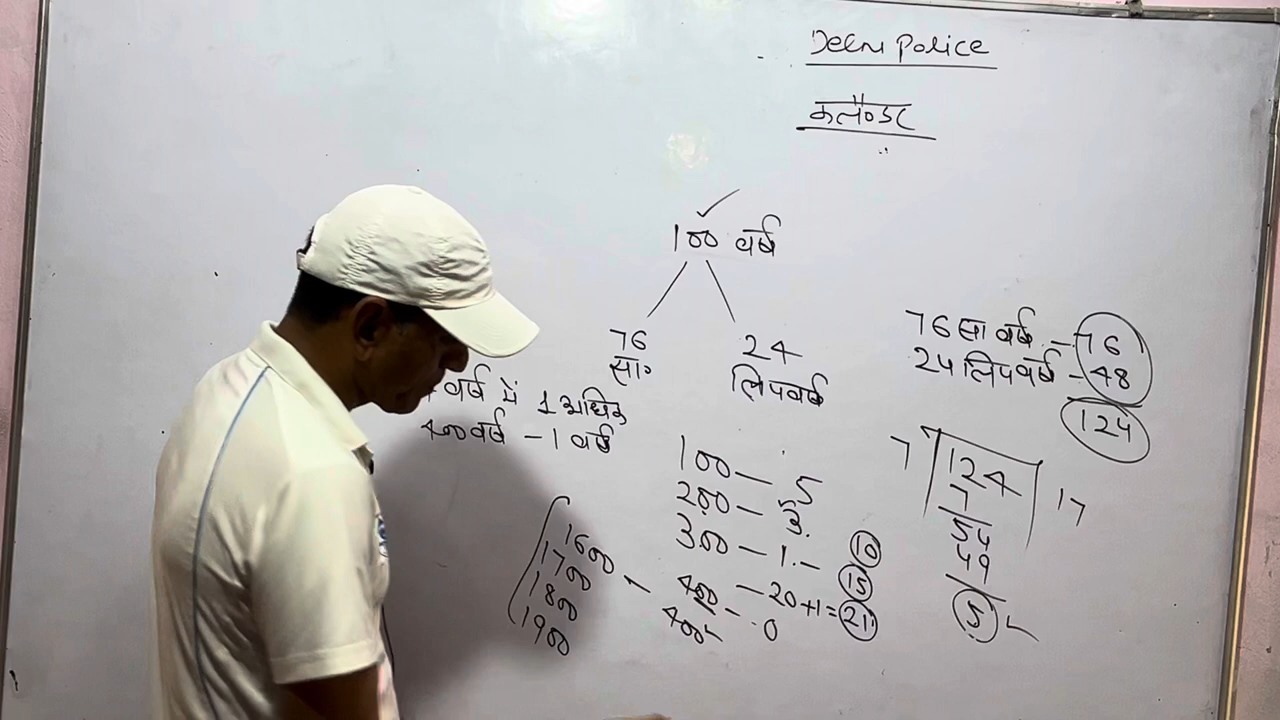 Delhi Police
कलैण्डर
100 वर्ष
76
सा०
24
लिपवर्ष
76 सा वर्ष - 76
24 लिपवर्ष - 48
124
वर्ष में 1 अधिक
400 वर्ष - 1 वर्ष
100 - 5
200 - 3
300 - 1 -
10
15
400 - 20 + 1 = 21
400 - 0
1600
1700
1800
1900
7 124 17
7
54
49
5